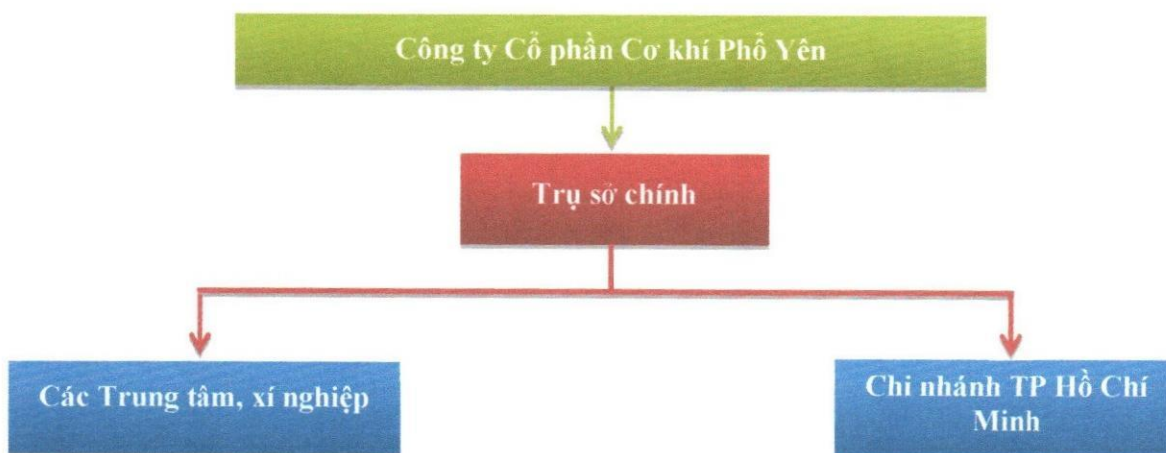 Công ty Cổ phần Cơ khí Phổ Yên
Trụ sở chính
Các Trung tâm, xí nghiệp
Chi nhánh TP Hồ Chí
Minh